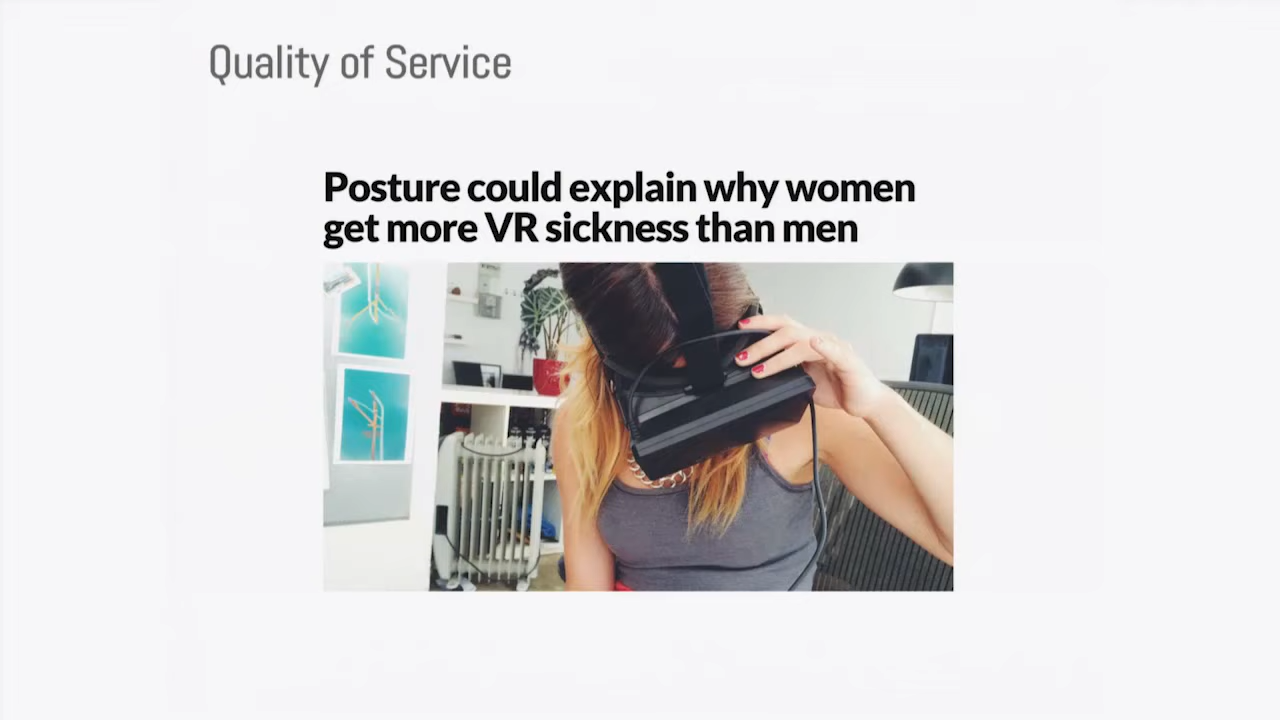 Quality of Service
Posture could explain why women
get more VR sickness than men